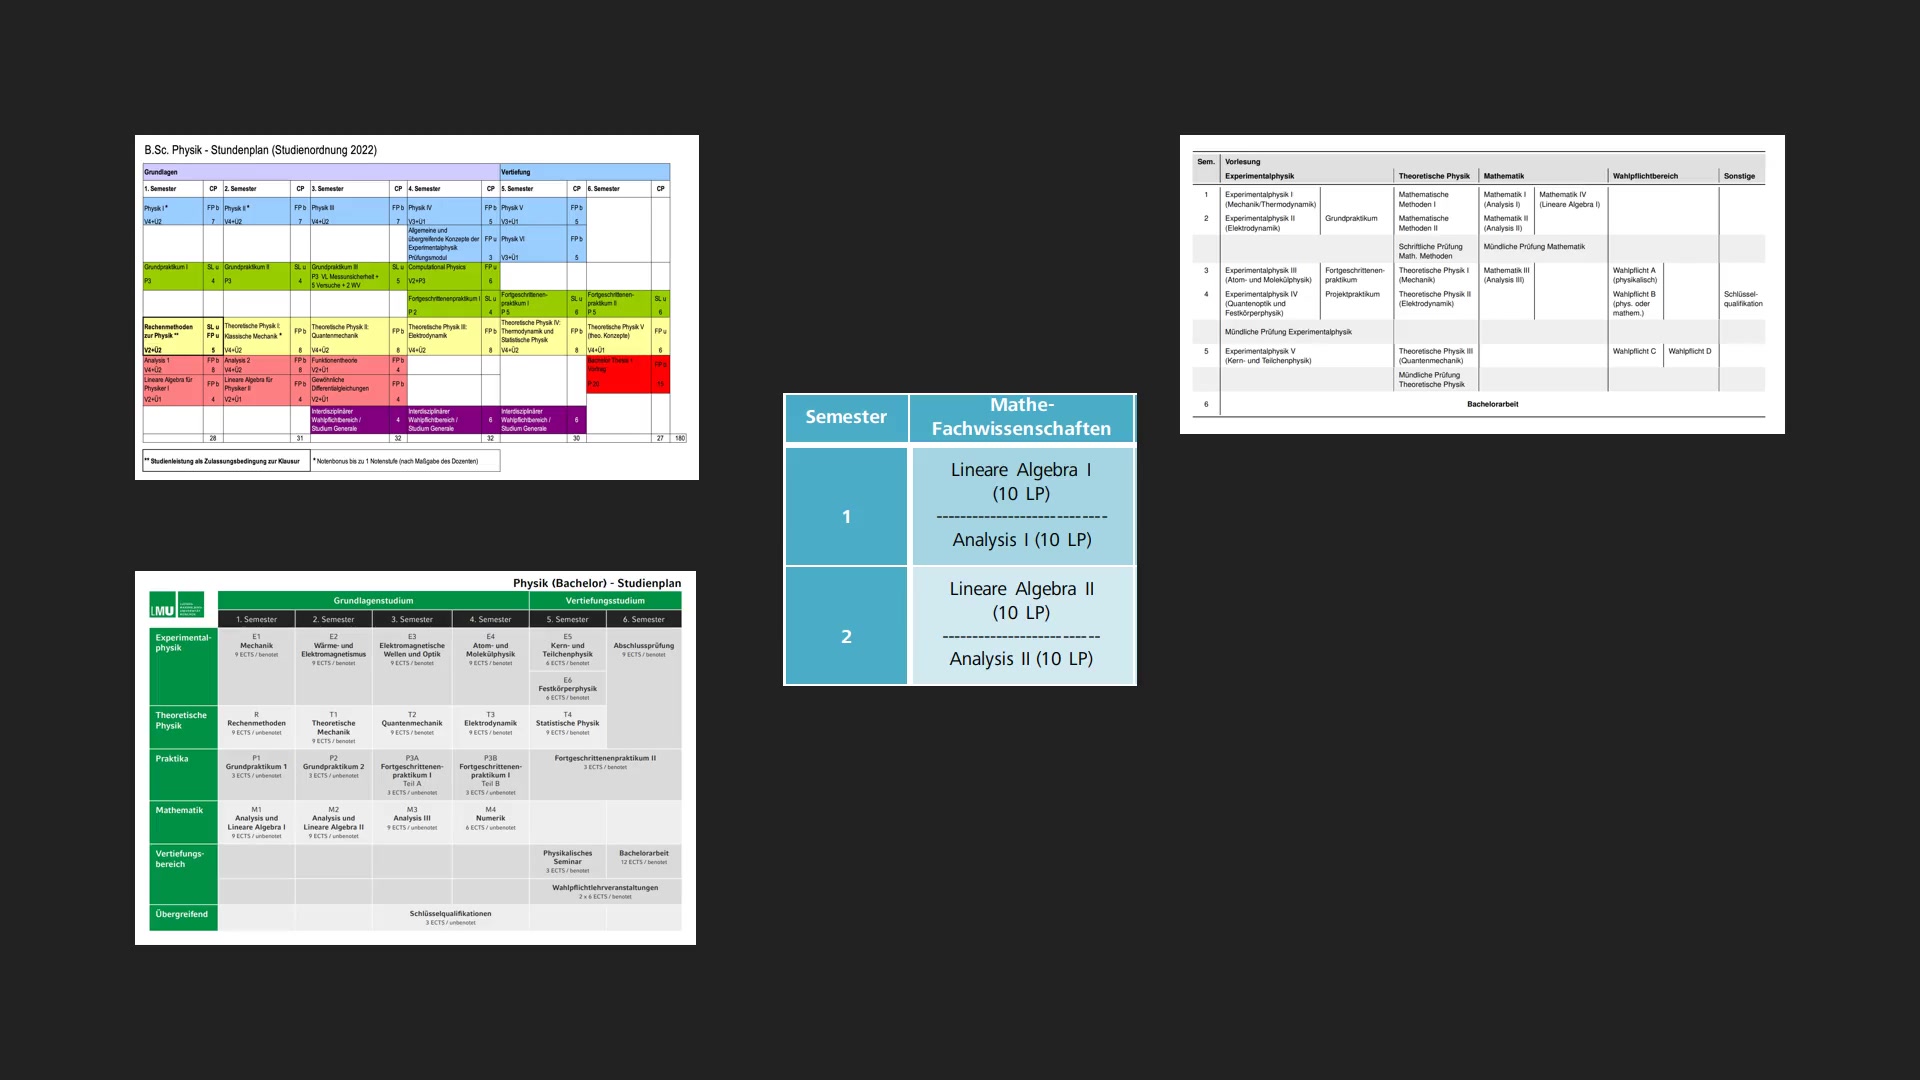 B.Sc. Physik - Stundenplan (Studienordnung 2022)
Grundlagen Vertiefung
1. Semester CP 2. Semester CP 3. Semester CP 4. Semester CP 5. Semester CP 6. Semester CP
Physik I * FP b Physik II * FP b Physik III FP b Physik IV FP b Physik V FP b
V4+Ü2 7 V4+Ü2 7 V4+Ü2 7 V3+Ü1 5 V3+Ü1 5
Allgemeine und
übergreifende Konzepte der FP u Physik VI FP b
Experimentalphysik
Prüfungsmodul 3 V3+Ü1 5
Grundpraktikum I SL u Grundpraktikum II SL u Grundpraktikum III SL u Computational Physics FP u
P3 4 P3 4 P3 VL Messunsicherheit + 5 V2+P3 6
5 Versuche + 2 WV
Fortgeschrittenenpraktikum I SL u Fortgeschrittenen- SL u Fortgeschrittenen- SL u
praktikum I praktikum II
P 2 4 P 5 6 P 5 6
Rechenmethoden SL u Theoretische Physik I: FP b Theoretische Physik II: FP b Theoretische Physik III: FP b Theoretische Physik IV: FP b Theoretische Physik V FP u
zur Physik ** FP u Klassische Mechanik * Quantenmechanik Elektrodynamik Thermodynamik und (theo. Konzepte)
Statistische Physik
V2+Ü2 5 V4+Ü2 8 V4+Ü2 8 V4+Ü2 8 V4+Ü2 8 V4+Ü1 6
Analysis 1 FP b Analysis 2 FP b Funktionentheorie FP b Bachelor Thesis +
V4+Ü2 8 V4+Ü2 8 V2+Ü1 4 Vortrag FP u
Lineare Algebra für FP b Lineare Algebra für FP b Gewöhnliche FP b
Physiker I Physiker II Differentialgleichungen P 20 15
V2+Ü1 4 V2+Ü1 4 V2+Ü1 4
Interdisziplinärer Interdisziplinärer Interdisziplinärer
Wahlpflichtbereich / 4 Wahlpflichtbereich / 6 Wahlpflichtbereich / 6
Studium Generale Studium Generale Studium Generale
28 31 32 32 30 27 180
** Studienleistung als Zulassungsbedingung zur Klausur * Notenbonus bis zu 1 Notenstufe (nach Maßgabe des Dozenten)
Sem. Vorlesung
Experimentalphysik Theoretische Physik Mathematik Wahlpflichtbereich Sonstige
1 Experimentalphysik I Mathematische Mathematik I Mathematik IV
(Mechanik/Thermodynamik) Methoden I (Analysis I) (Lineare Algebra I)
2 Experimentalphysik II Grundpraktikum Mathematische Mathematik II
(Elektrodynamik) Methoden II (Analysis II)
Schriftliche Prüfung Mündliche Prüfung Mathematik
Math. Methoden
3 Experimentalphysik III Fortgeschrittenen- Theoretische Physik I Mathematik III Wahlpflicht A
(Atom- und Molekülphysik) praktikum (Mechanik) (Analysis III) (physikalisch)
4 Experimentalphysik IV Projektpraktikum Theoretische Physik II Wahlpflicht B Schlüssel-
(Quantenoptik und (Elektrodynamik) (phys. oder qualifikation
Festkörperphysik) mathem.)
Mündliche Prüfung Experimentalphysik
5 Experimentalphysik V Theoretische Physik III Wahlpflicht C Wahlpflicht D
(Kern- und Teilchenphysik) (Quantenmechanik)
Mündliche Prüfung
Theoretische Physik
6 Bachelorarbeit
Semester Mathe-
Fachwissenschaften
1 Lineare Algebra I
(10 LP)
-----------------------------
Analysis I (10 LP)
2 Lineare Algebra II
(10 LP)
---------------------------
Analysis II (10 LP)
Physik (Bachelor) - Studienplan
LMU
Grundlagenstudium Vertiefungsstudium
1. Semester 2. Semester 3. Semester 4. Semester 5. Semester 6. Semester
Experimental- E1 E2 E3 E4 E5
physik Mechanik Wärme- und Elektromagnetische Atom- und Kern- und Abschlussprüfung
9 ECTS / benotet Elektromagnetismus Wellen und Optik Molekülphysik Teilchenphysik 9 ECTS / benotet
9 ECTS / benotet 9 ECTS / benotet 9 ECTS / benotet 6 ECTS / benotet
E6
Festkörperphysik
6 ECTS / benotet
Theoretische R T1 T2 T3 T4
Physik Rechenmethoden Theoretische Quantenmechanik Elektrodynamik Statistische Physik
9 ECTS / unbenotet Mechanik 9 ECTS / benotet 9 ECTS / benotet 9 ECTS / benotet
9 ECTS / benotet
Praktika P1 P2 P3A P3B Fortgeschrittenenpraktikum II
Grundpraktikum 1 Grundpraktikum 2 Fortgeschrittenen- Fortgeschrittenen- 3 ECTS / benotet
3 ECTS / unbenotet 3 ECTS / unbenotet praktikum I praktikum I
Teil A Teil B
3 ECTS / unbenotet 3 ECTS / unbenotet
Mathematik M1 M2 M3 M4
Analysis und Analysis und Analysis III Numerik
Lineare Algebra I Lineare Algebra II 9 ECTS / unbenotet 6 ECTS / unbenotet
9 ECTS / unbenotet 9 ECTS / unbenotet
Vertiefungs- Physikalisches Bachelorarbeit
bereich Seminar 12 ECTS / benotet
3 ECTS / benotet
Wahlpflichtlehrveranstaltungen
2 x 6 ECTS / benotet
Übergreifend Schlüsselqualifikationen
3 ECTS / unbenotet